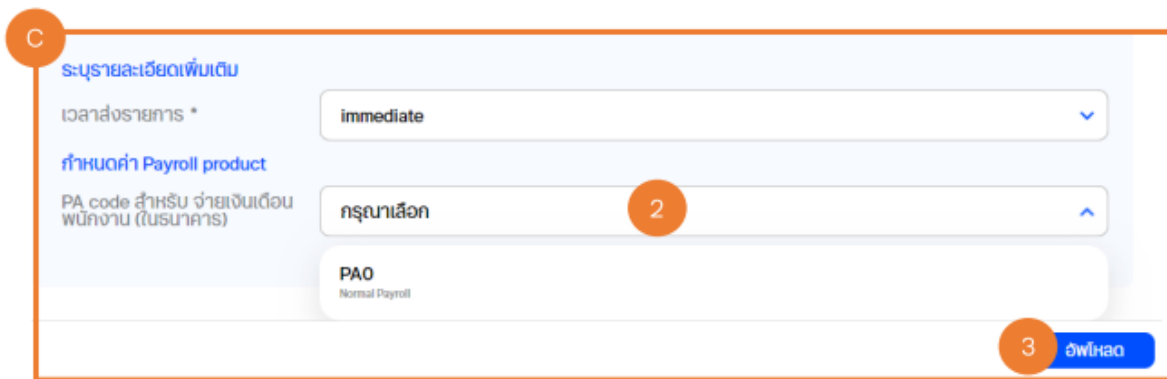 C
ระบุรายละเอียดเพิ่มเติม
เวลาส่งรายการ *
immediate
กำหนดค่า Payroll product
PA code สำหรับ จ่ายเงินเดือน
พนักงาน (ในธนาคาร)
กรุณาเลือก
2
PA0
Normal Payroll
3
อัพโหลด